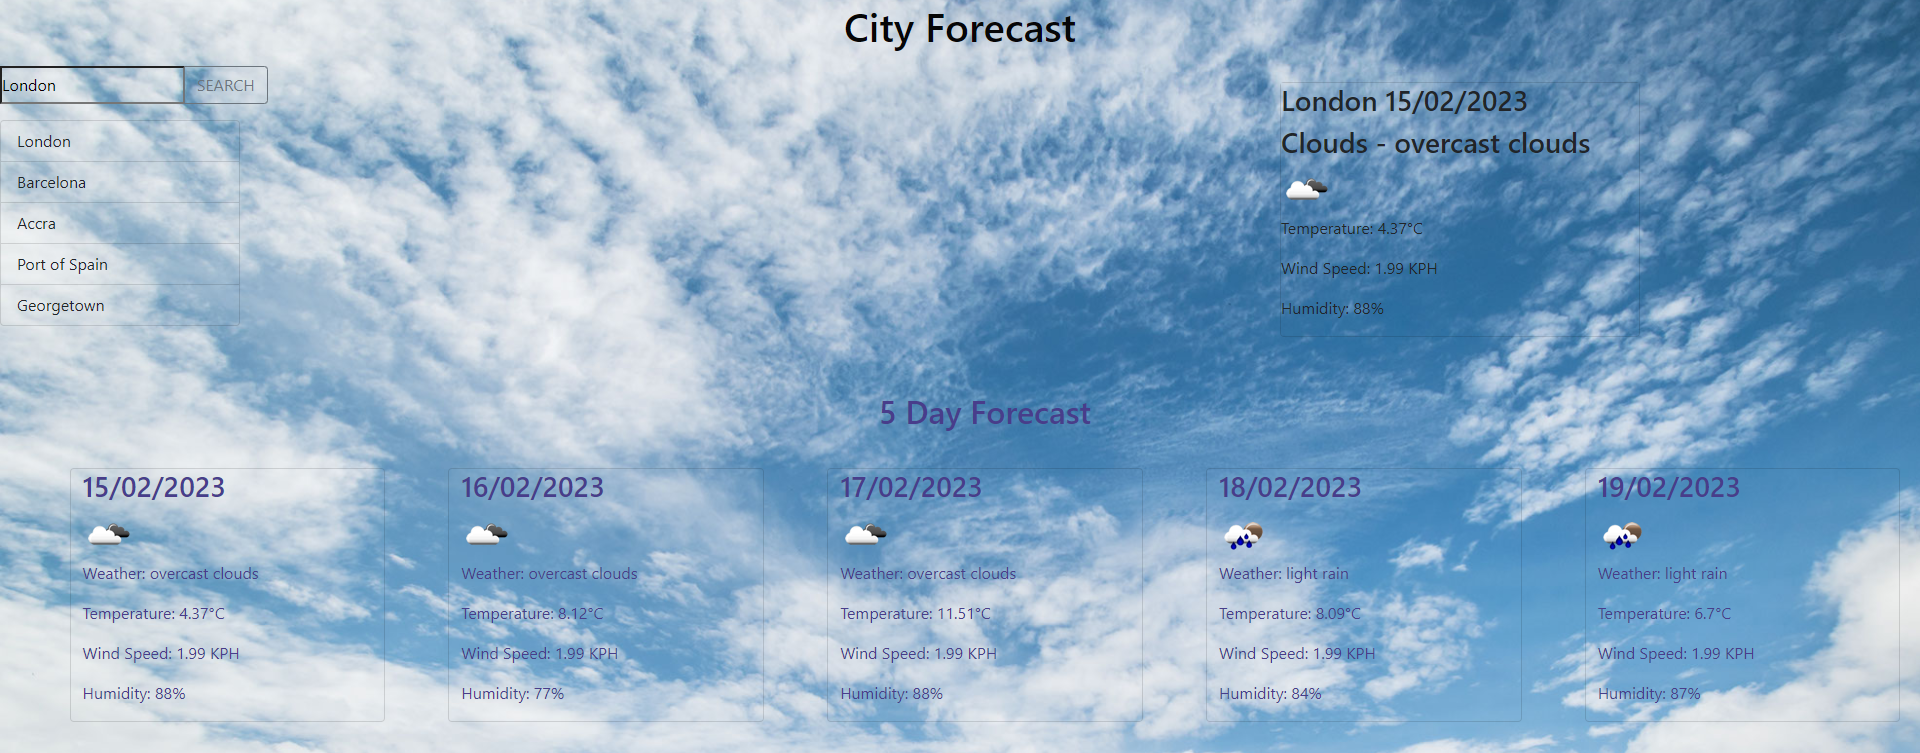 City Forecast
London
SEARCH
London
Barcelona
Accra
Port of Spain
Georgetown
London 15/02/2023
Clouds - overcast clouds
Temperature: 4.37°C
Wind Speed: 1.99 KPH
Humidity: 88%
5 Day Forecast
15/02/2023
Weather: overcast clouds
Temperature: 4.37°C
Wind Speed: 1.99 KPH
Humidity: 88%
16/02/2023
Weather: overcast clouds
Temperature: 8.12°C
Wind Speed: 1.99 KPH
Humidity: 77%
17/02/2023
Weather: overcast clouds
Temperature: 11.51°C
Wind Speed: 1.99 KPH
Humidity: 88%
18/02/2023
Weather: light rain
Temperature: 8.09°C
Wind Speed: 1.99 KPH
Humidity: 84%
19/02/2023
Weather: light rain
Temperature: 6.7°C
Wind Speed: 1.99 KPH
Humidity: 87%